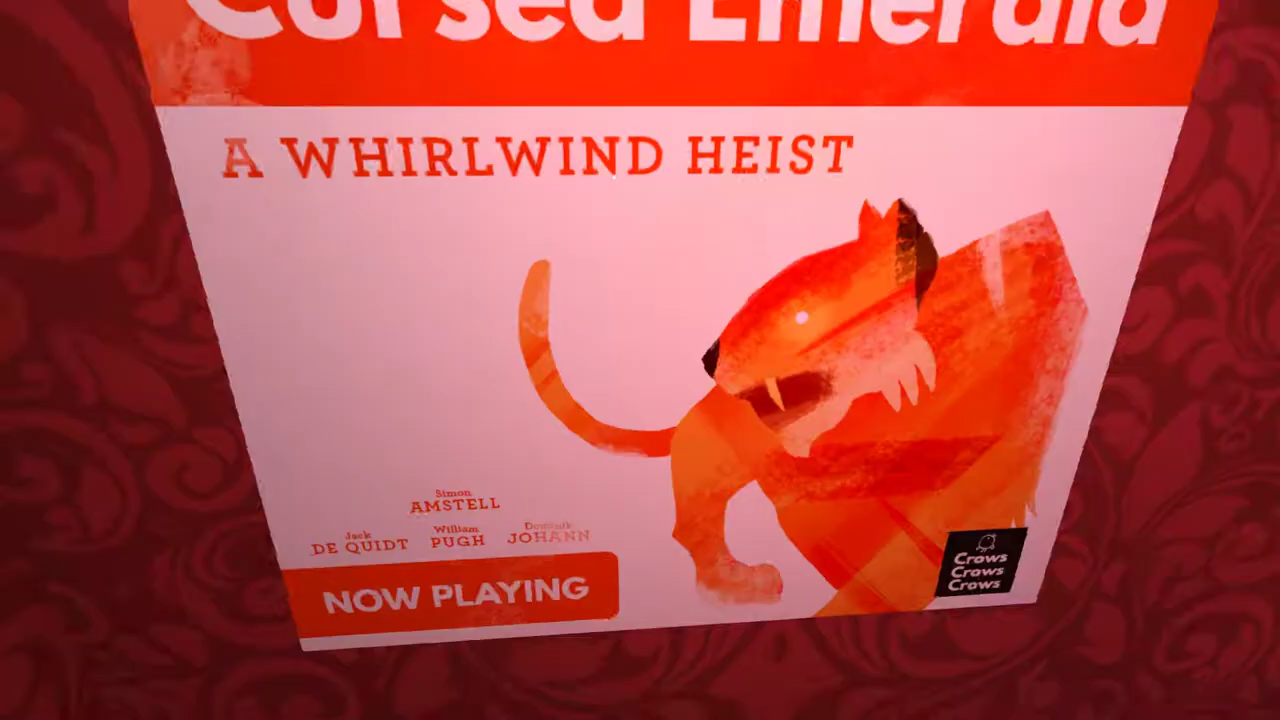 Cursed Emerald
A WHIRLWIND HEIST
Simon
AMSTELL
Jack William Dominik
DE QUIDT PUGH JOHANN
NOW PLAYING
Crows
Crows
Crows